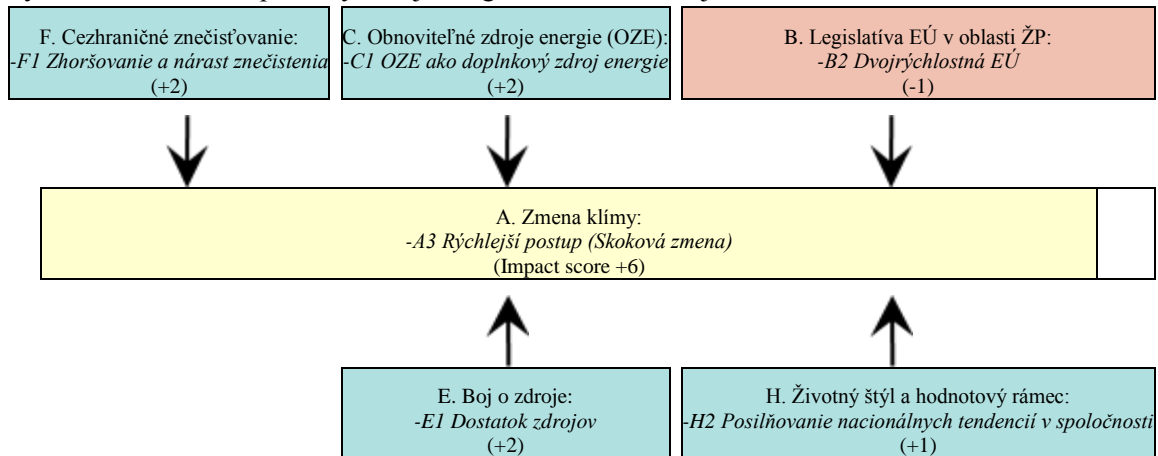 F. Cezhraničné znečisťovanie:
-F1 Zhoršovanie a nárast znečistenia
(+2)
C. Obnoviteľné zdroje energie (OZE):
-C1 OZE ako doplnkový zdroj energie
(+2)
B. Legislatíva EÚ v oblasti ŽP:
-B2 Dvojrýchlostná EÚ
(-1)
A. Zmena klímy:
-A3 Rýchlejší postup (Skoková zmena)
(Impact score +6)
E. Boj o zdroje:
-E1 Dostatok zdrojov
(+2)
H. Životný štýl a hodnotový rámec:
-H2 Posilňovanie nacionálnych tendencií v spoločnosti
(+1)